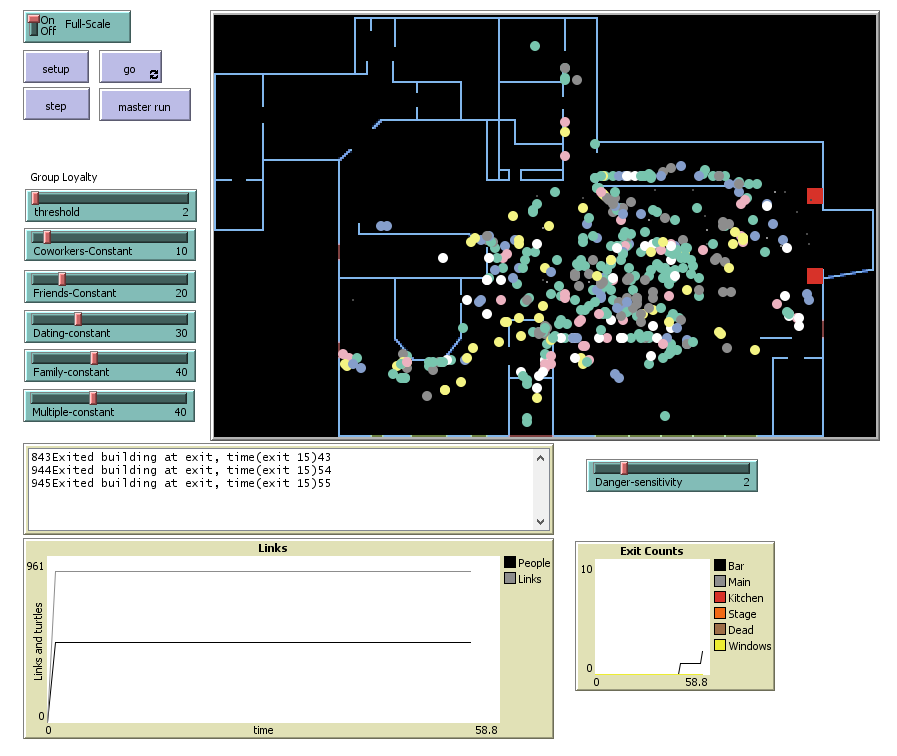 On
Off
Full-Scale
setup
go
step
master run
Group Loyalty
threshold 2
Coworkers-Constant 10
Friends-Constant 20
Dating-constant 30
Family-constant 40
Multiple-constant 40
843Exited building at exit, time(exit 15)43
944Exited building at exit, time(exit 15)54
945Exited building at exit, time(exit 15)55
Danger-sensitivity 2
Links
961
Links and turtles
0
0
time
58.8
People
Links
Exit Counts
10
0
0
58.8
Bar
Main
Kitchen
Stage
Dead
Windows